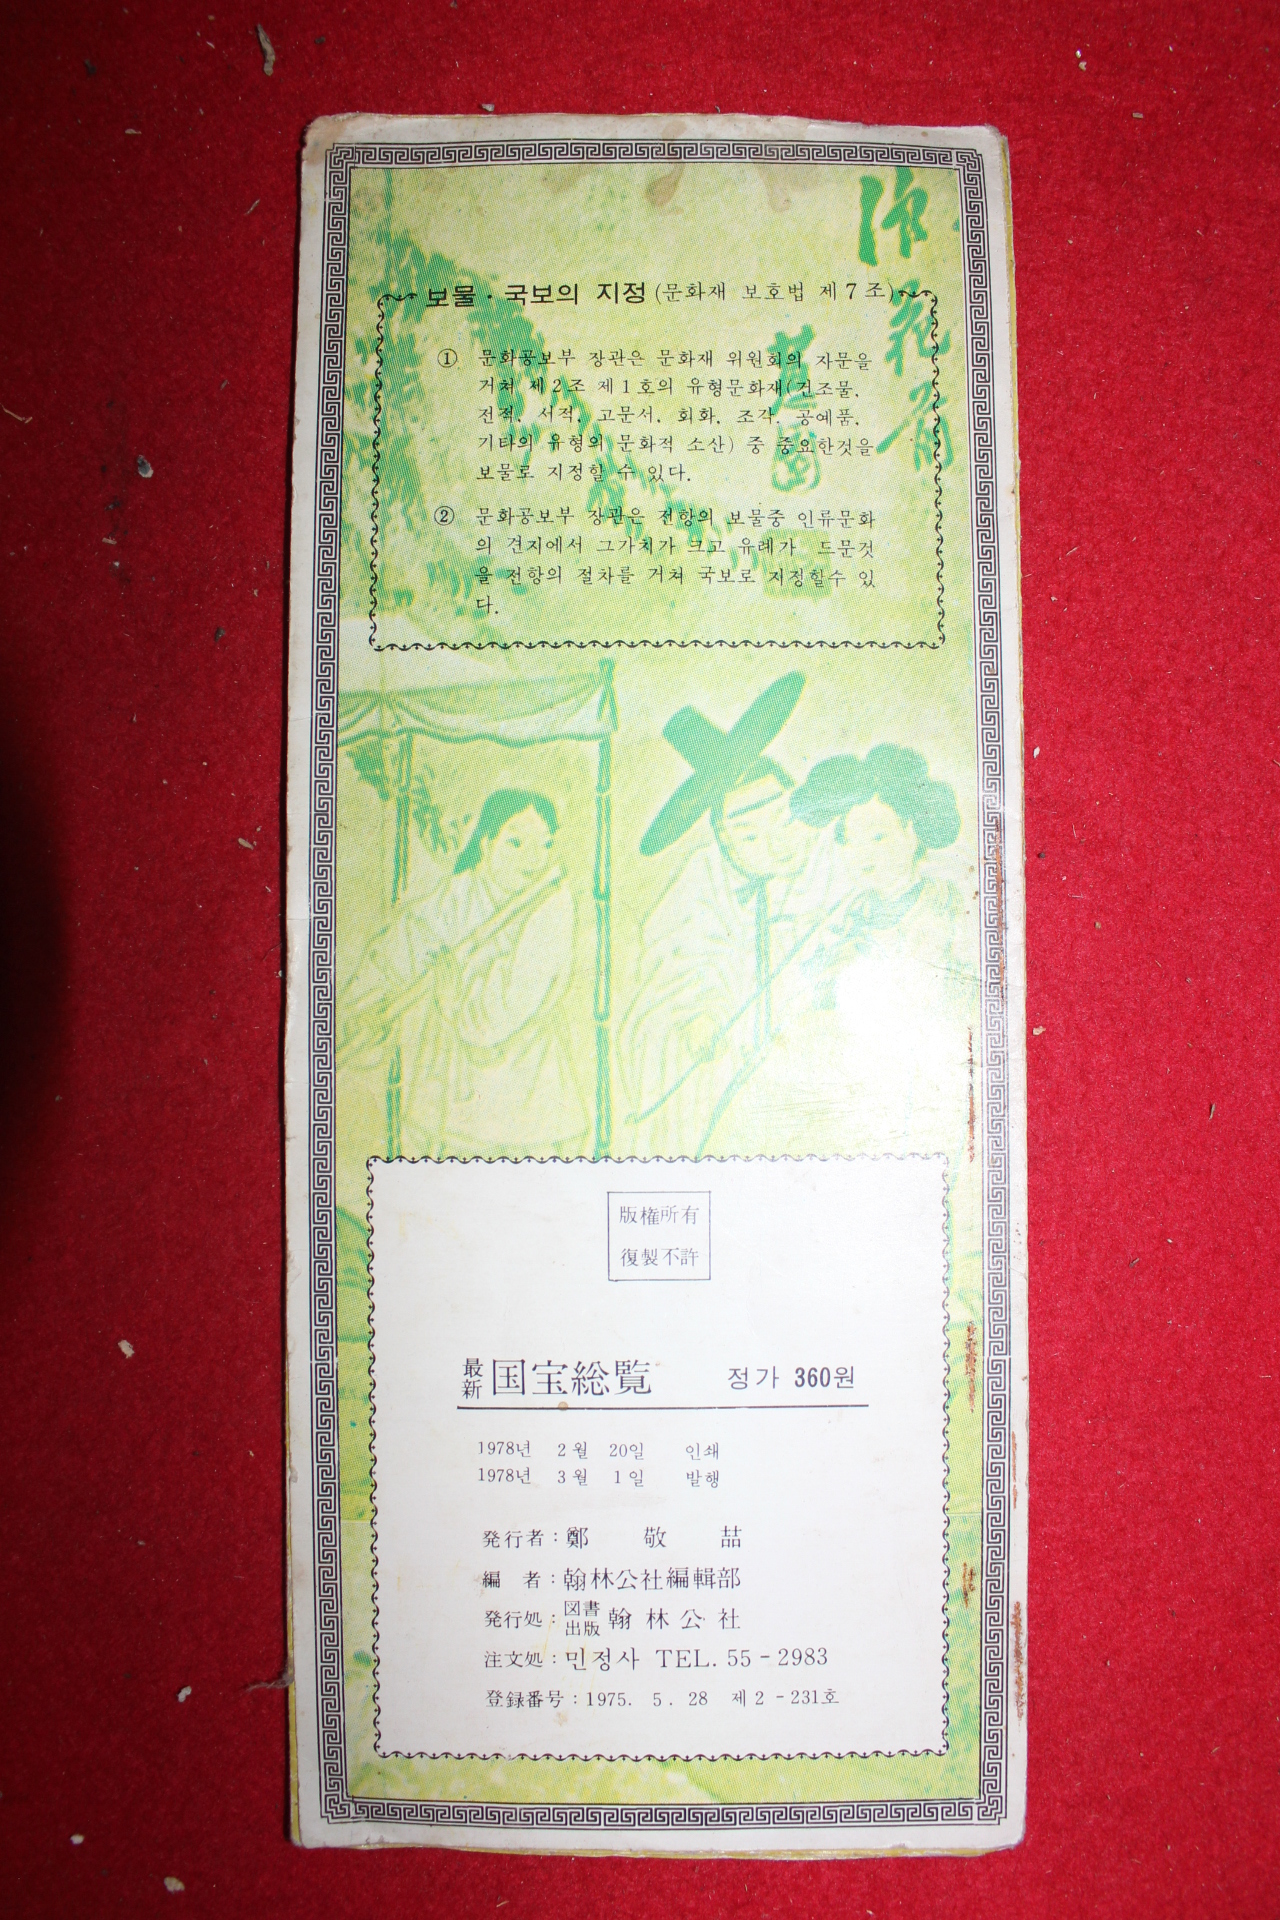 보물 · 국보의 지정 (문화재 보호법 제 7 조)
① 문화공보부 장관은 문화재 위원회의 자문을
거쳐 제 2 조 제 1 호의 유형문화재(건조물,
전적, 서적, 고문서, 회화, 조각, 공예품,
기타의 유형의 문화적 소산) 중 중요한것을
보물로 지정할 수 있다.
② 문화공보부 장관은 전항의 보물중 인류문화
의 견지에서 그가치가 크고 유례가 드문것
을 전항의 절차를 거쳐 국보로 지정할수 있
다.
蕙園
版権所有
復製不許
最新 国宝総覧 정가 360원
1978년 2 월 20일 인쇄
1978년 3 월 1 일 발행
発行者 : 鄭 敬 喆
編 者 : 翰林公社編輯部
発行処 : 図書出版 翰 林 公 社
注文処 : 민정사 TEL. 55 - 2983
登録番号 : 1975. 5 . 28 제 2 - 231호